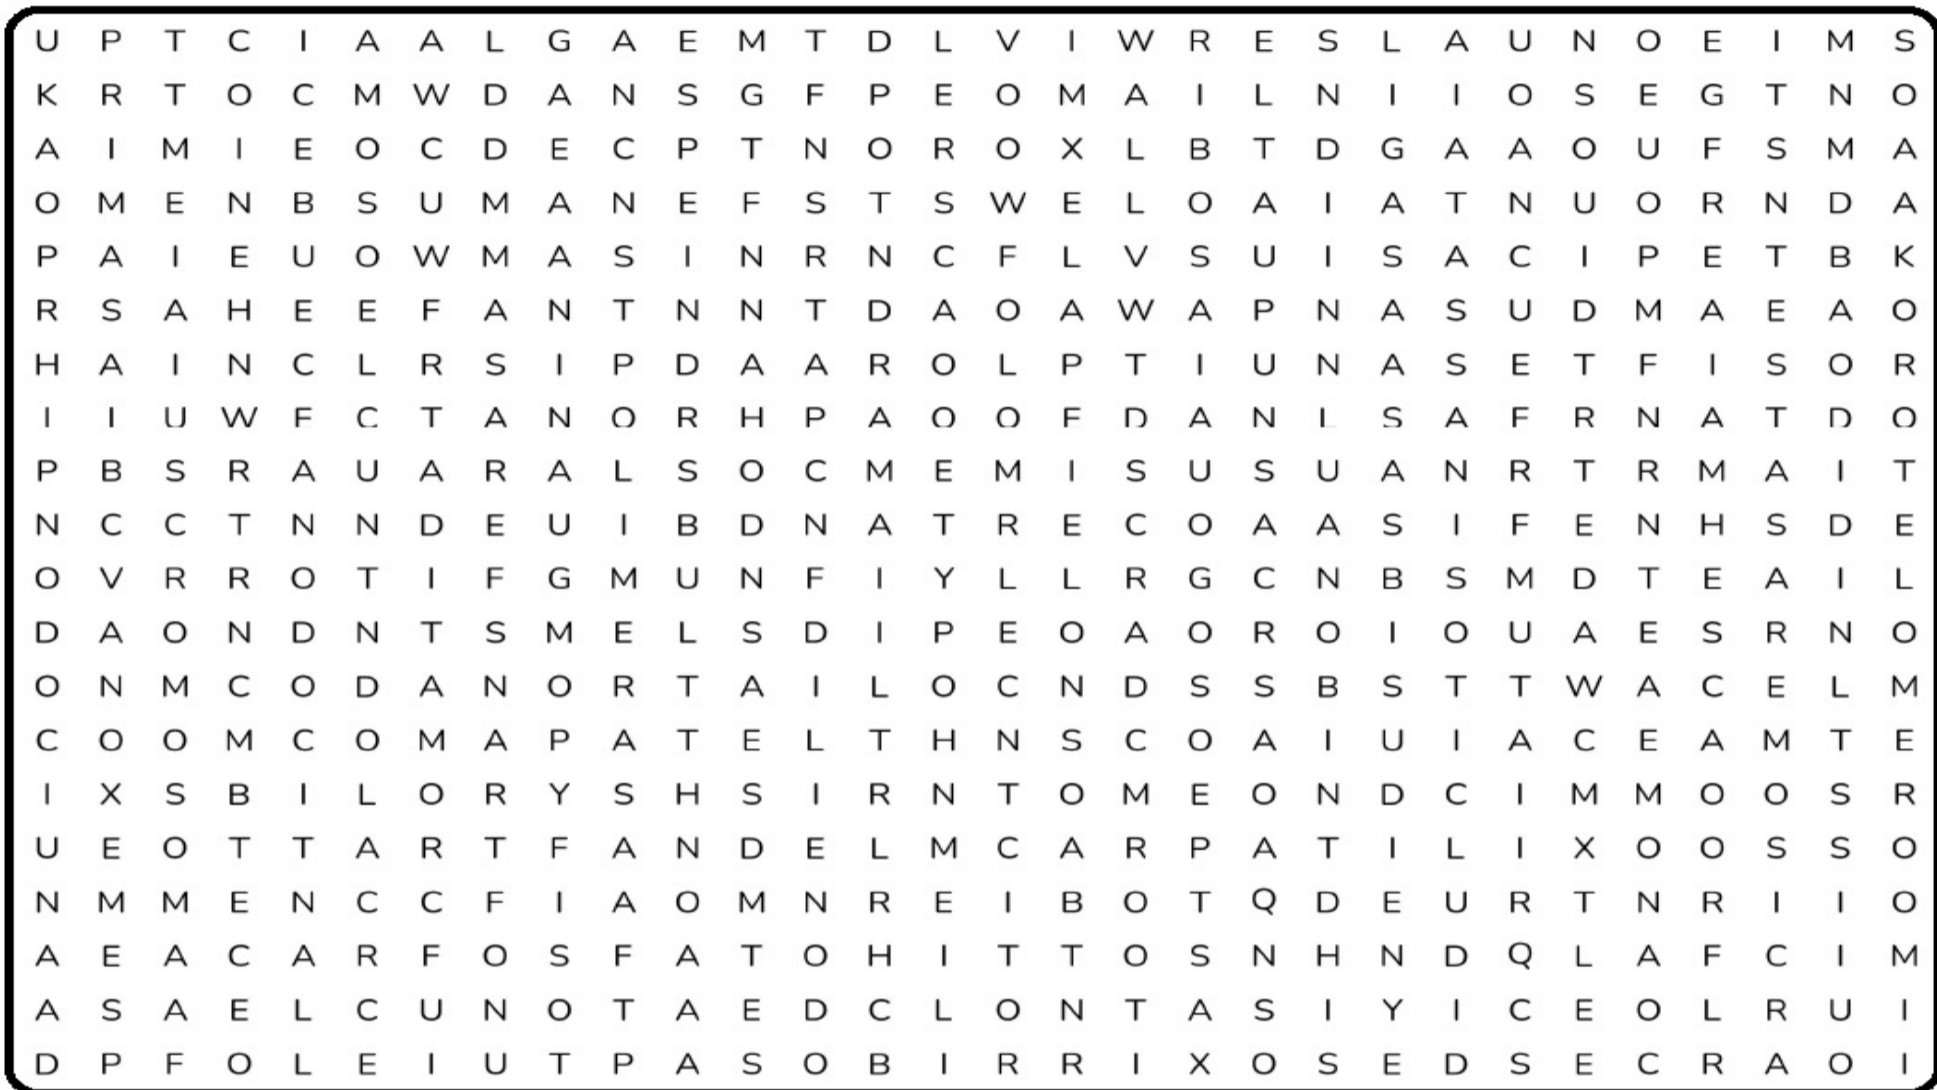 U P T C I A A L G A E M T D L V I W R E S L A U N O E I M S
K R T O C M W D A N S G F P E O M A I L N I I O S E G T N O
A I M I E O C D E C P T N O R O X L B T D G A A O U F S M A
O M E N B S U M A N E F S T S W E L O A I A T N U O R N D A
P A I E U O W M A S I N R N C F L V S U I S A C I P E T B K
R S A H E E F A N T N N T D A O A W A P N A S U D M A E A O
H A I N C L R S I P D A A R O L P T I U N A S E T F I S O R
I I U W F C T A N O R H P A O O F D A N L S A F R N A T D O
P B S R A U A R A L S O C M E M I S U S U A N R T R M A I T
N C C T N N D E U I B D N A T R E C O A A S I F E N H S D E
O V R R O T I F G M U N F I Y L L R G C N B S M D T E A I L
D A O N D N T S M E L S D I P E O A O R O I O U A E S R N O
O N M C O D A N O R T A I L O C N D S S B S T T W A C E L M
C O O M C O M A P A T E L T H N S C O A I U I A C E A M T E
I X S B I L O R Y S H S I R N T O M E O N D C I M M O O S R
U E O T T A R T F A N D E L M C A R P A T I L I X O O S S O
N M M E N C C F I A O M N R E I B O T Q D E U R T N R I I O
A E A C A R F O S F A T O H I T T O S N H N D Q L A F C I M
A S A E L C U N O T A E D C L O N T A S I Y I C E O L R U I
D P F O L E I U T P A S O B I R R I X O S E D S E C R A O I